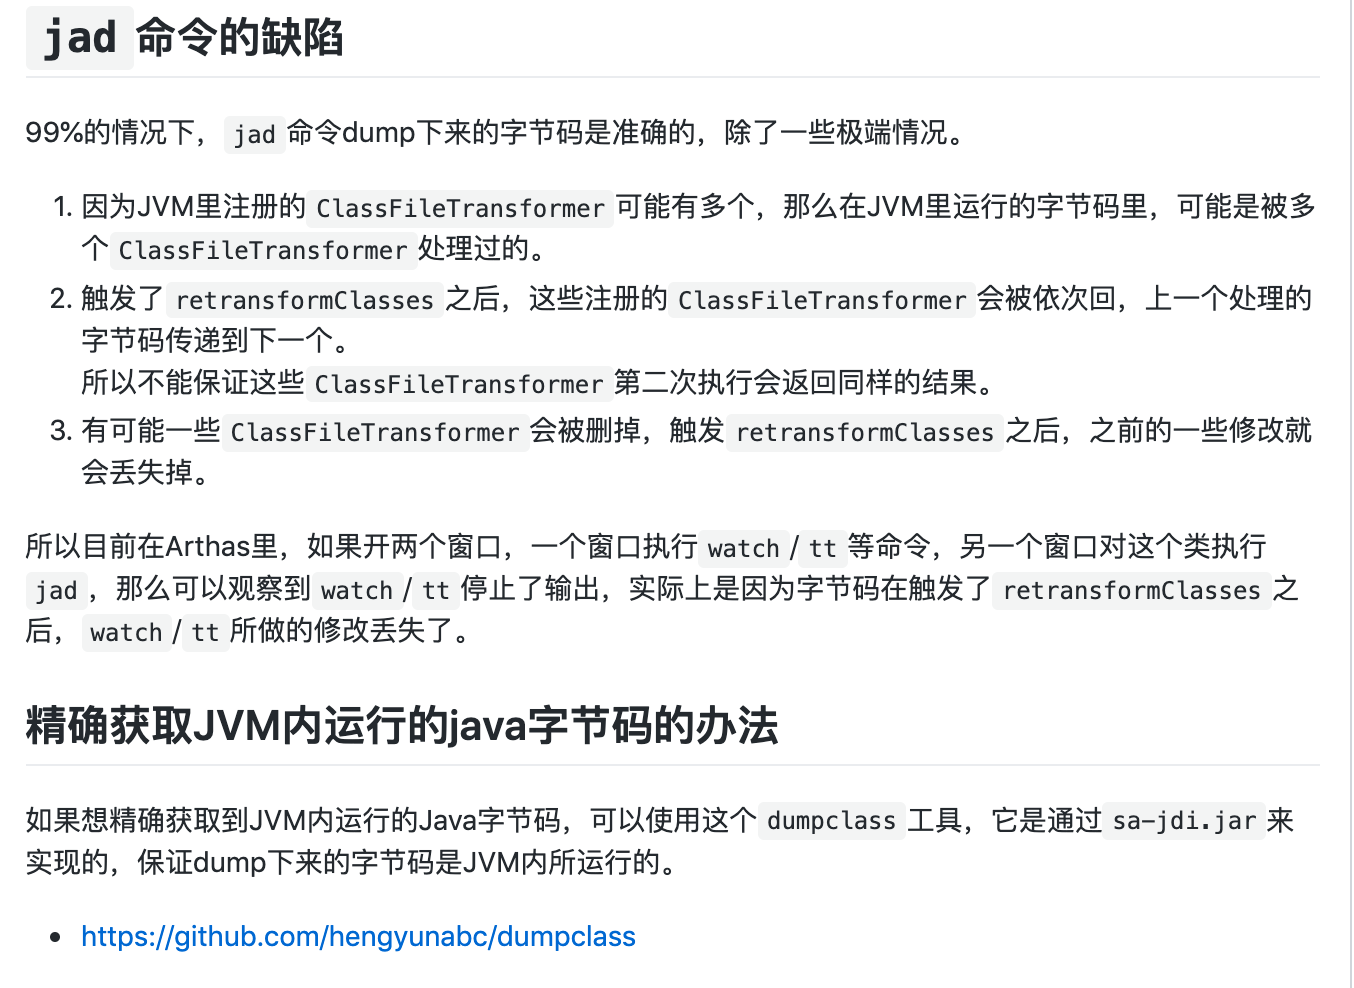 jad 命令的缺陷
99%的情况下， jad 命令dump下来的字节码是准确的，除了一些极端情况。
1. 因为JVM里注册的 ClassFileTransformer 可能有多个，那么在JVM里运行的字节码里，可能是被多
个 ClassFileTransformer 处理过的。
2. 触发了 retransformClasses 之后，这些注册的 ClassFileTransformer 会被依次回，上一个处理的
字节码传递到下一个。
所以不能保证这些 ClassFileTransformer 第二次执行会返回同样的结果。
3. 有可能一些 ClassFileTransformer 会被删掉，触发 retransformClasses 之后，之前的一些修改就
会丢失掉。
所以目前在Arthas里，如果开两个窗口，一个窗口执行 watch / tt 等命令，另一个窗口对这个类执行
jad ，那么可以观察到 watch / tt 停止了输出，实际上是因为字节码在触发了 retransformClasses 之
后， watch / tt 所做的修改丢失了。
精确获取JVM内运行的java字节码的办法
如果想精确获取到JVM内运行的Java字节码，可以使用这个 dumpclass 工具，它是通过 sa-jdi.jar 来
实现的，保证dump下来的字节码是JVM内所运行的。
• https://github.com/hengyunabc/dumpclass